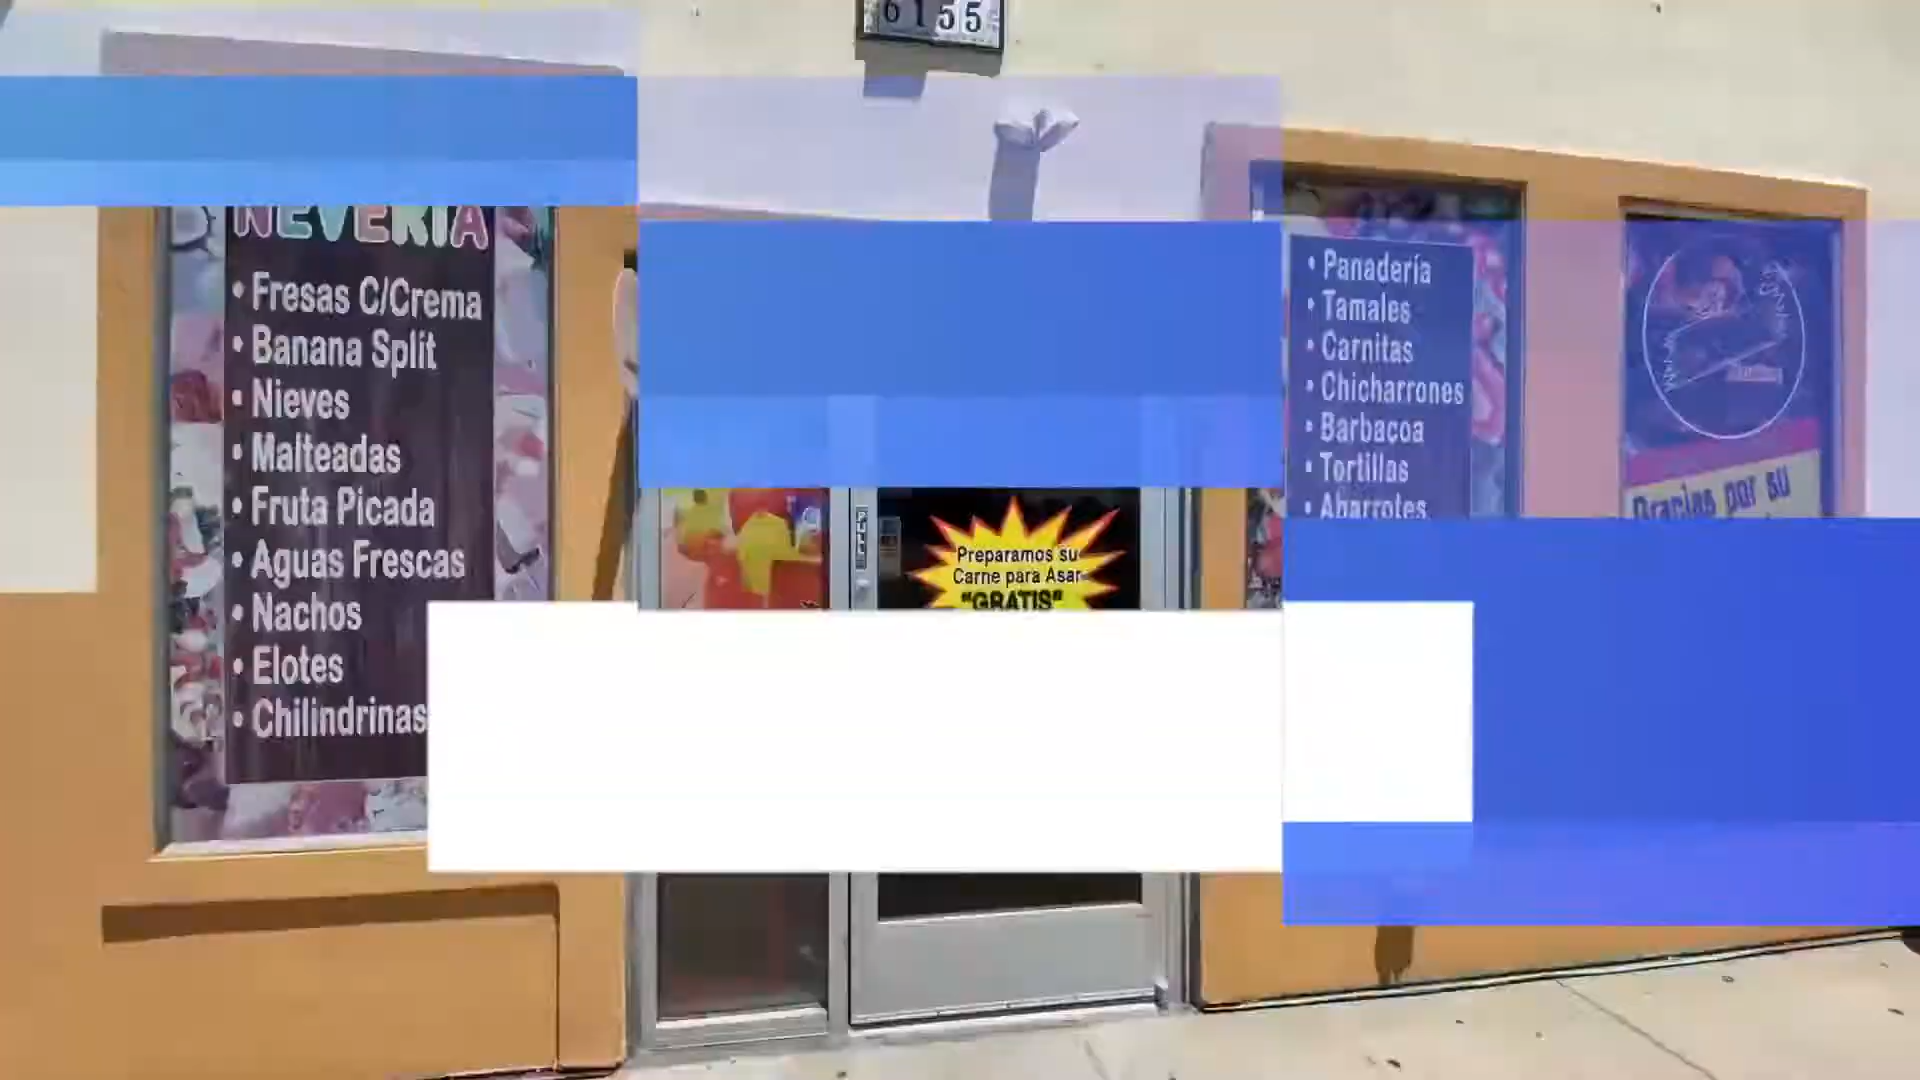 6155
NEVERIA
• Fresas C/Crema
• Banana Split
• Nieves
• Malteadas
• Fruta Picada
• Aguas Frescas
• Nachos
• Elotes
• Chilindrinas
PULL
Preparamos su
Carne para Asar
"GRATIS"
• Panadería
• Tamales
• Carnitas
• Chicharrones
• Barbacoa
• Tortillas
• Abarrotes
Gracias por su